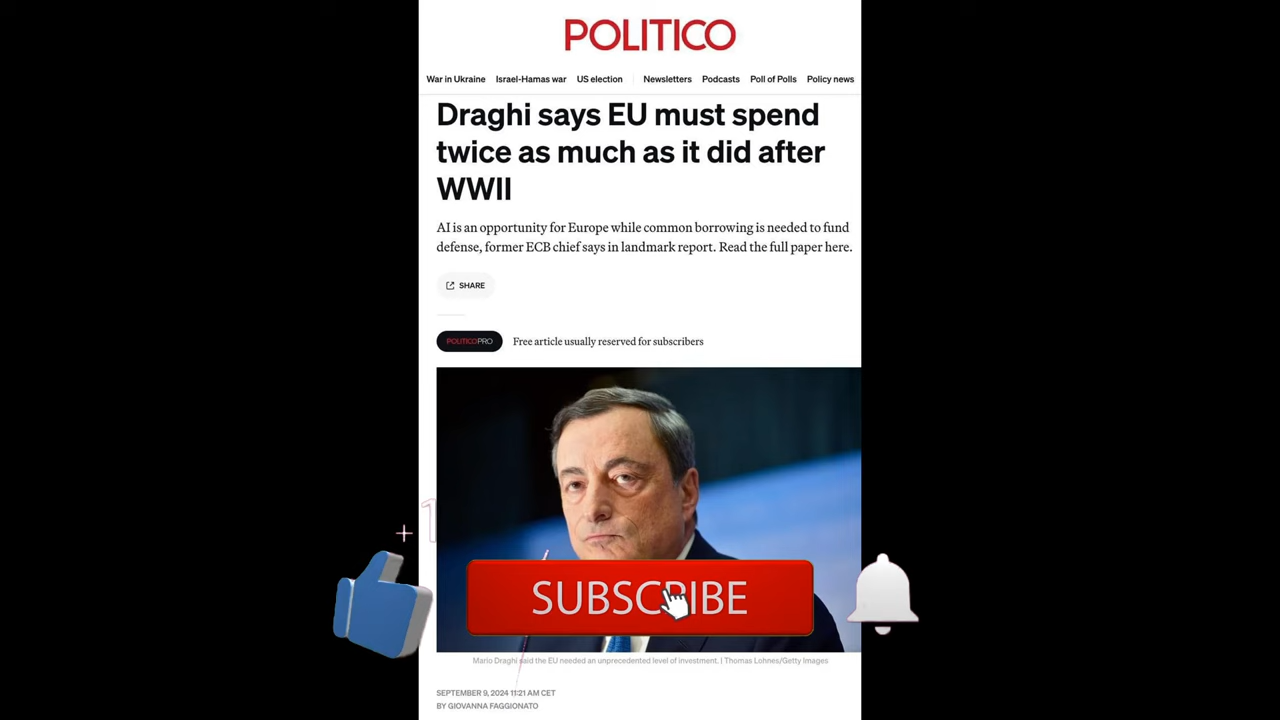 POLITICO
War in Ukraine Israel-Hamas war US election Newsletters Podcasts Poll of Polls Policy news
Draghi says EU must spend
twice as much as it did after
WWII
AI is an opportunity for Europe while common borrowing is needed to fund
defense, former ECB chief says in landmark report. Read the full paper here.
SHARE
POLITICOPRO Free article usually reserved for subscribers
+1
SUBSCRIBE
Mario Draghi said the EU needed an unprecedented level of investment. | Thomas Lohnes/Getty Images
SEPTEMBER 9, 2024 11:21 AM CET
BY GIOVANNA FAGGIONATO